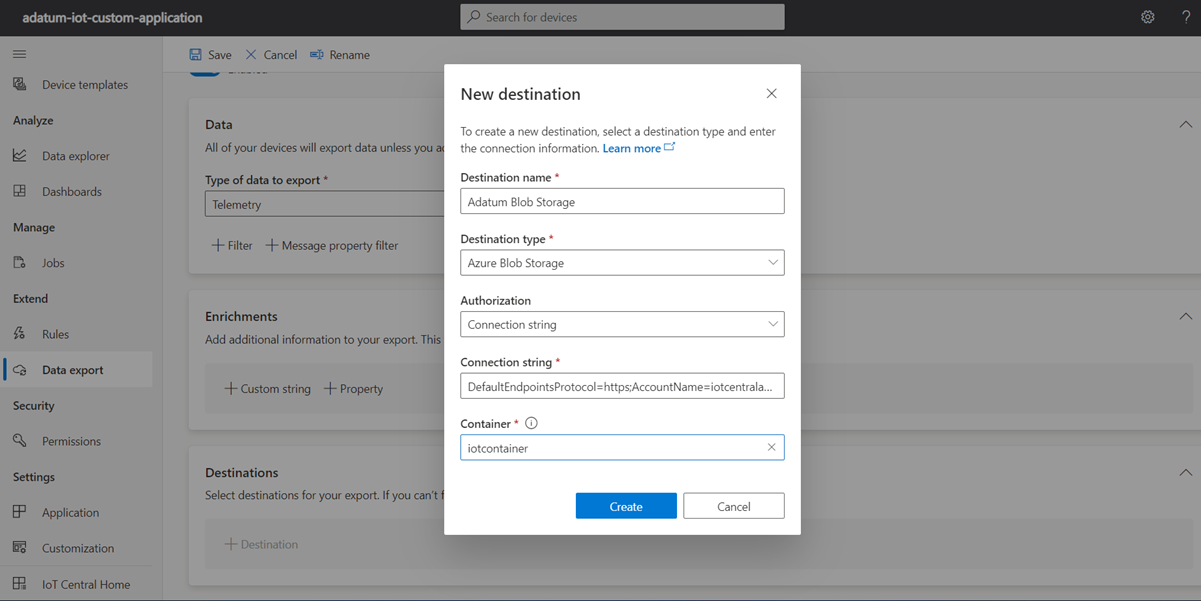 adatum-iot-custom-application
Search for devices
?
Save
Cancel
Rename
Device templates
Analyze
Data explorer
Dashboards
Manage
Jobs
Extend
Rules
Data export
Security
Permissions
Settings
Application
Customization
IoT Central Home
Enabled
Data
All of your devices will export data unless you
Type of data to export *
Telemetry
Filter
Message property filter
Enrichments
Add additional information to your export. This
Custom string
Property
Destinations
Select destinations for your export. If you can't
Destination
New destination
To create a new destination, select a destination type and enter
the connection information. Learn more
Destination name *
Adatum Blob Storage
Destination type *
Azure Blob Storage
Authorization
Connection string
Connection string *
DefaultEndpointsProtocol=https;AccountName=iotcentrala...
Container *
iotcontainer
Create
Cancel